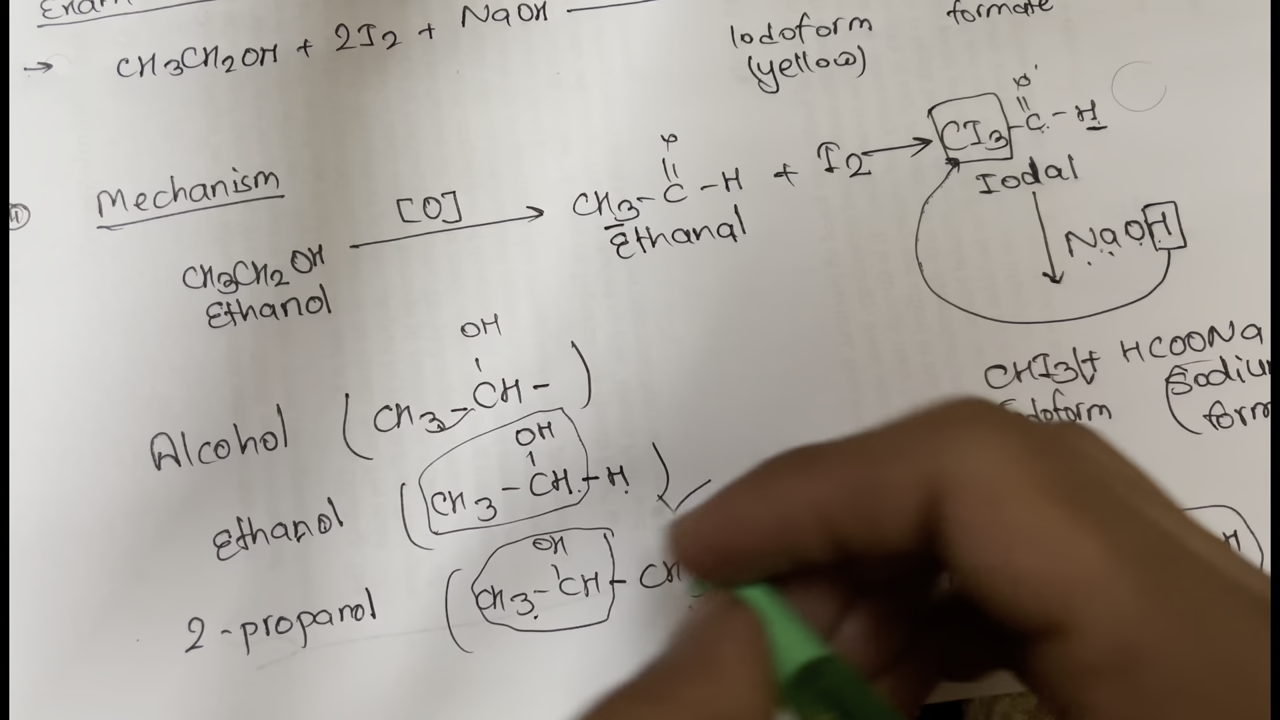 → CH3CH2OH + 2I2 + NaOH
Iodoform
(yellow)
formate
Mechanism
CH3CH2OH
Ethanol
[O]
O
||
CH3-C-H + I2 → CI3-C-H
Ethanal
Iodal
NaOH
CHI3↓+ HCOONa
Alcohol (CH3-CH-)
OH
Ethanol (CH3-CH-H) ✓
OH
2-propanol (CH3-CH-CH
OH